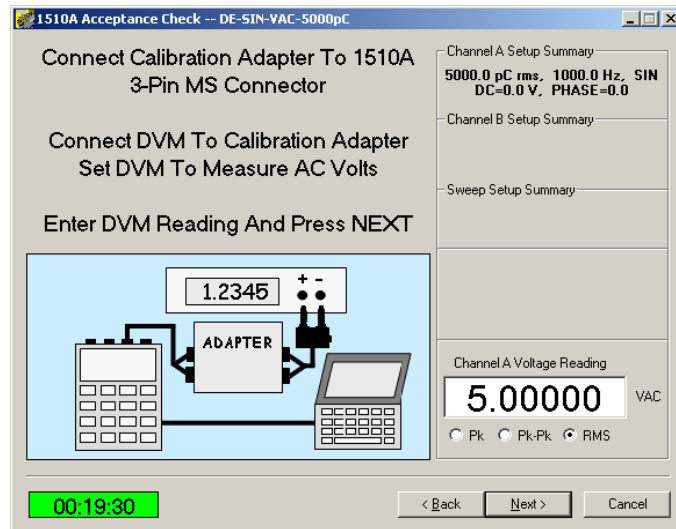 1510A Acceptance Check -- DE-SIN-VAC-5000pC
Connect Calibration Adapter To 1510A
3-Pin MS Connector
Connect DVM To Calibration Adapter
Set DVM To Measure AC Volts
Enter DVM Reading And Press NEXT
1.2345
+ -
ADAPTER
Channel A Setup Summary
5000.0 pC rms, 1000.0 Hz, SIN
DC=0.0 V, PHASE=0.0
Channel B Setup Summary
Sweep Setup Summary
Channel A Voltage Reading
5.00000 VAC
Pk Pk-Pk RMS
00:19:30
< Back Next > Cancel